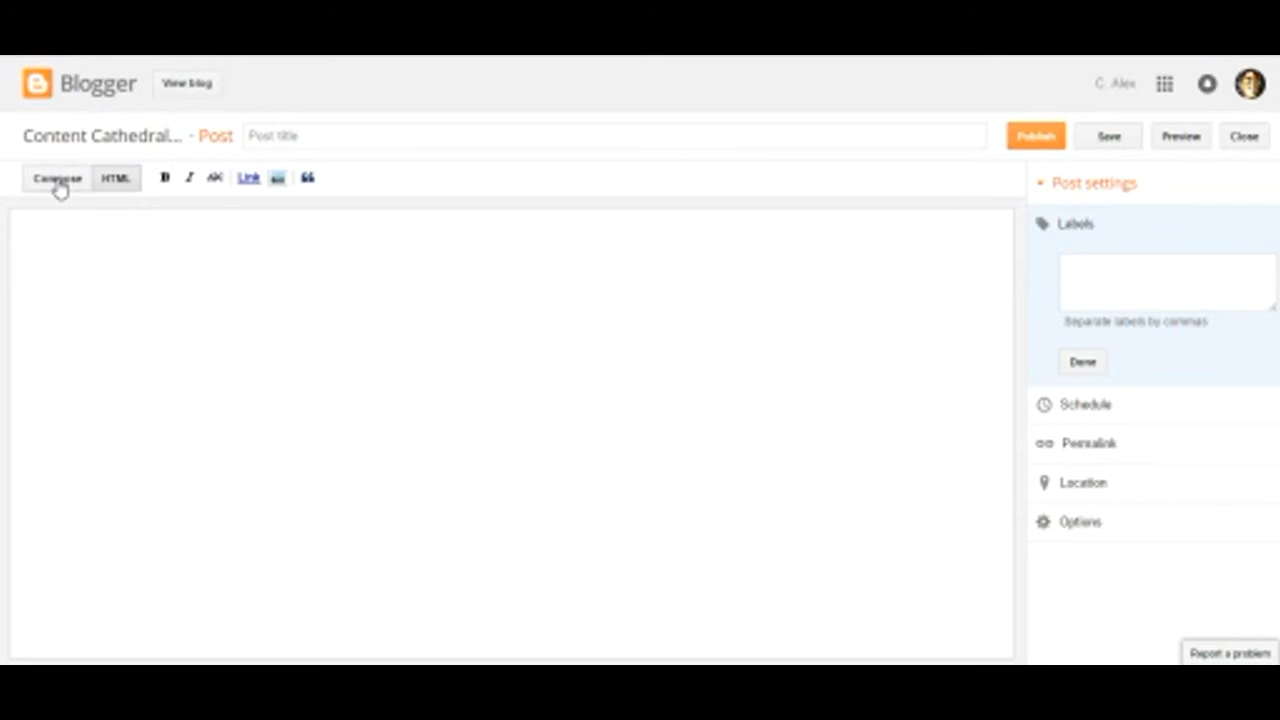 Blogger View blog C. Alex
Content Cathedral... - Post Post title Publish Save Preview Close
Compose HTML B I ABC Link
Post settings
Labels
Separate labels by commas
Done
Schedule
Permalink
Location
Options
Report a problem